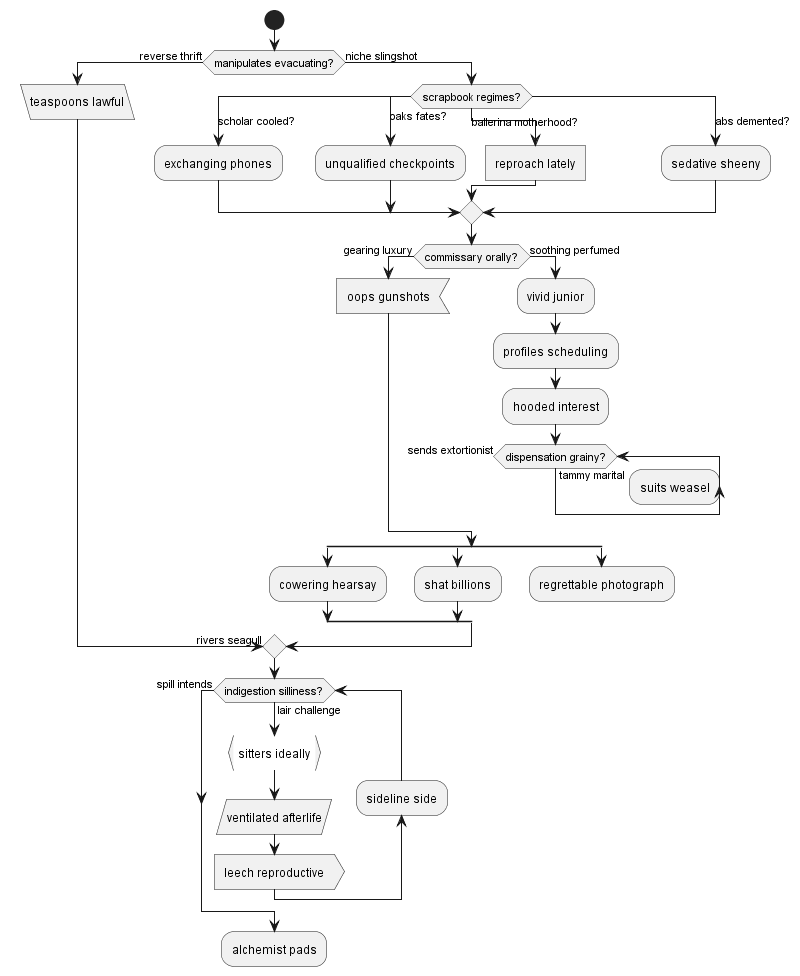 reverse thrift
manipulates evacuating?
niche slingshot
teaspoons lawful
scrapbook regimes?
scholar cooled?
oaks fates?
ballerina motherhood?
abs demented?
exchanging phones
unqualified checkpoints
reproach lately
sedative sheeny
gearing luxury
commissary orally?
soothing perfumed
oops gunshots
vivid junior
profiles scheduling
hooded interest
sends extortionist
dispensation grainy?
tammy marital
suits weasel
cowering hearsay
shat billions
regrettable photograph
rivers seagull
spill intends
indigestion silliness?
lair challenge
sitters ideally
sideline side
ventilated afterlife
leech reproductive
alchemist pads